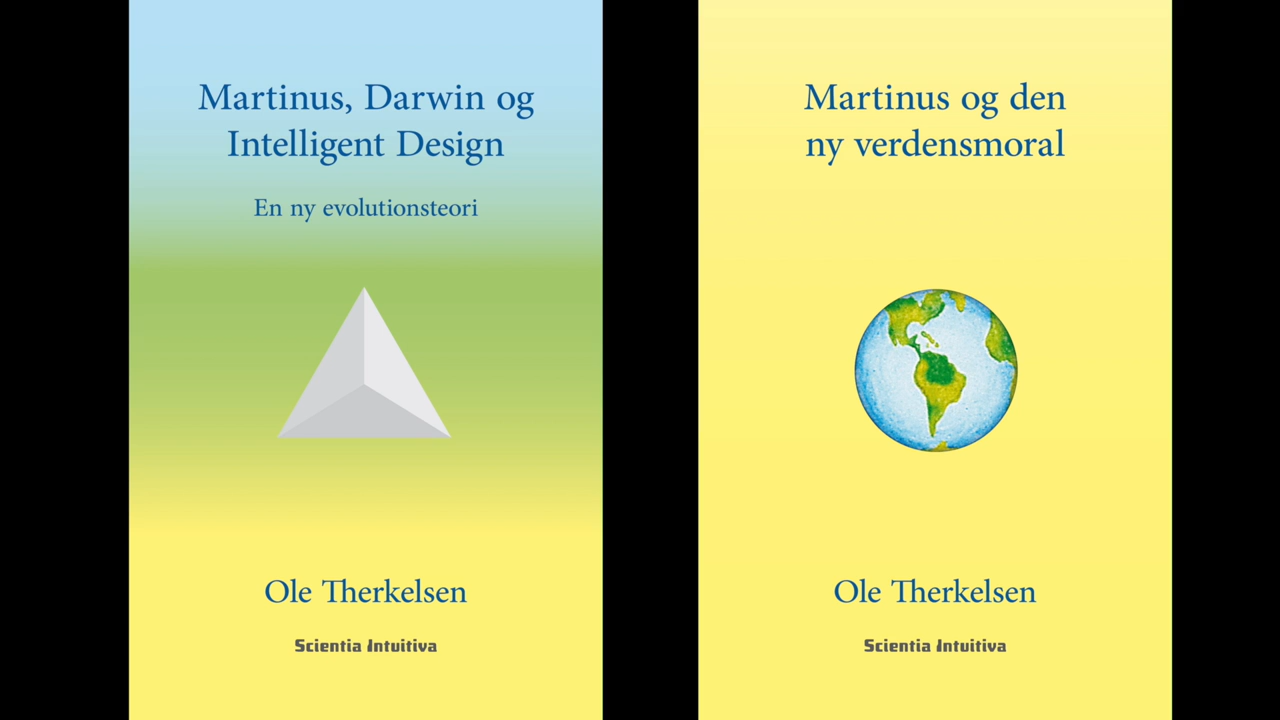 Martinus, Darwin og
Intelligent Design
En ny evolutionsteori
Ole Therkelsen
Scientia Intuitiva
Martinus og den
ny verdensmoral
Ole Therkelsen
Scientia Intuitiva